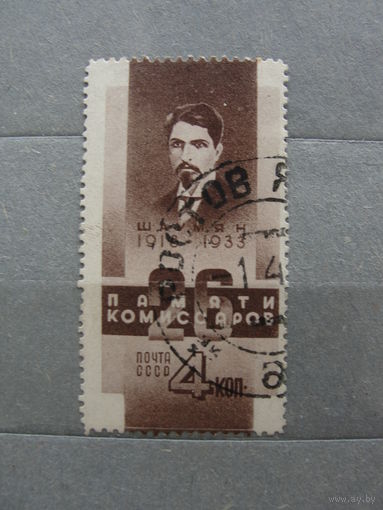 ШАУМЯН
1918 1933
26
ПАМЯТИ
КОМИССАРОВ
ПОЧТА
СССР
4 КОП.
www.ay.by